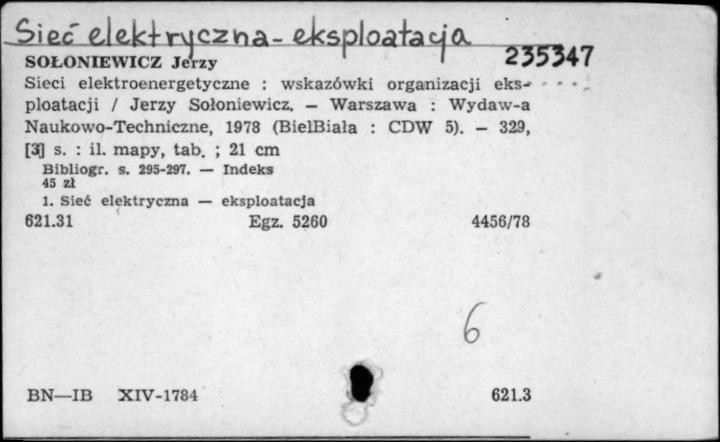 Sieć elektryczna - eksploatacja
235347
SOŁONIEWICZ Jerzy
Sieci elektroenergetyczne : wskazówki organizacji eks-
ploatacji / Jerzy Sołoniewicz. — Warszawa : Wydaw-a
Naukowo-Techniczne, 1978 (BielBiała : CDW 5). — 329,
[3] s. : il. mapy, tab. ; 21 cm
Bibliogr. s. 295-297. — Indeks
45 zł
1. Sieć elektryczna — eksploatacja
621.31 Egz. 5260 4456/78
6
BN—IB XIV-1784 621.3